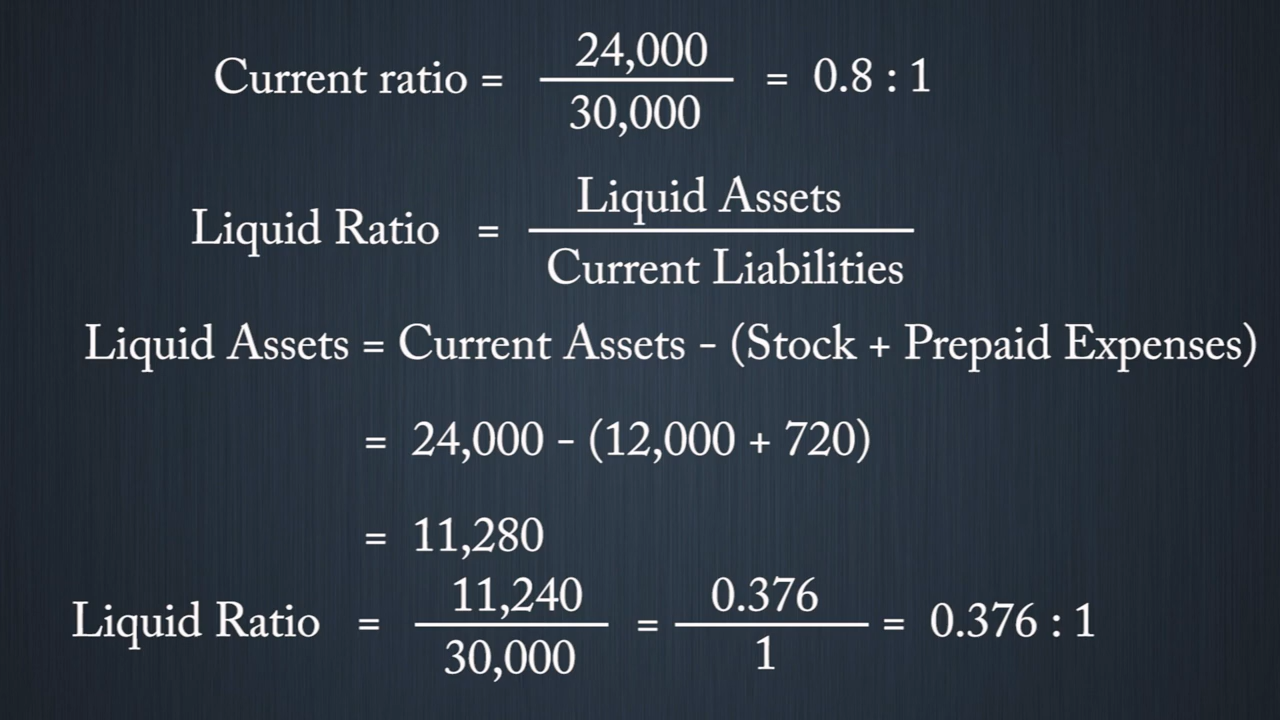 Current ratio = 24,000 / 30,000 = 0.8 : 1
Liquid Ratio = Liquid Assets / Current Liabilities
Liquid Assets = Current Assets - (Stock + Prepaid Expenses)
= 24,000 - (12,000 + 720)
= 11,280
Liquid Ratio = 11,240 / 30,000 = 0.376 / 1 = 0.376 : 1